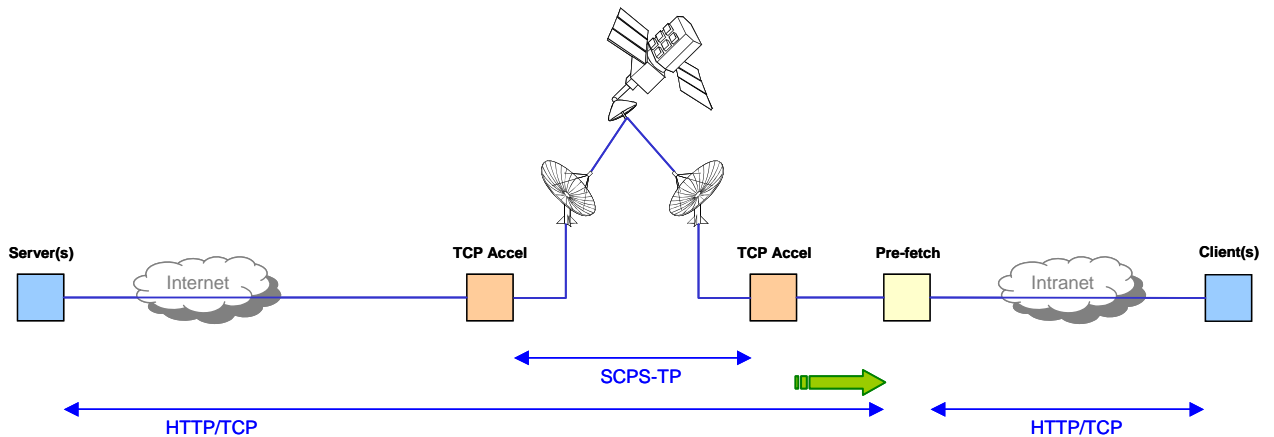 Server(s)
Internet
TCP Accel
TCP Accel
Pre-fetch
Intranet
Client(s)
SCPS-TP
HTTP/TCP
HTTP/TCP